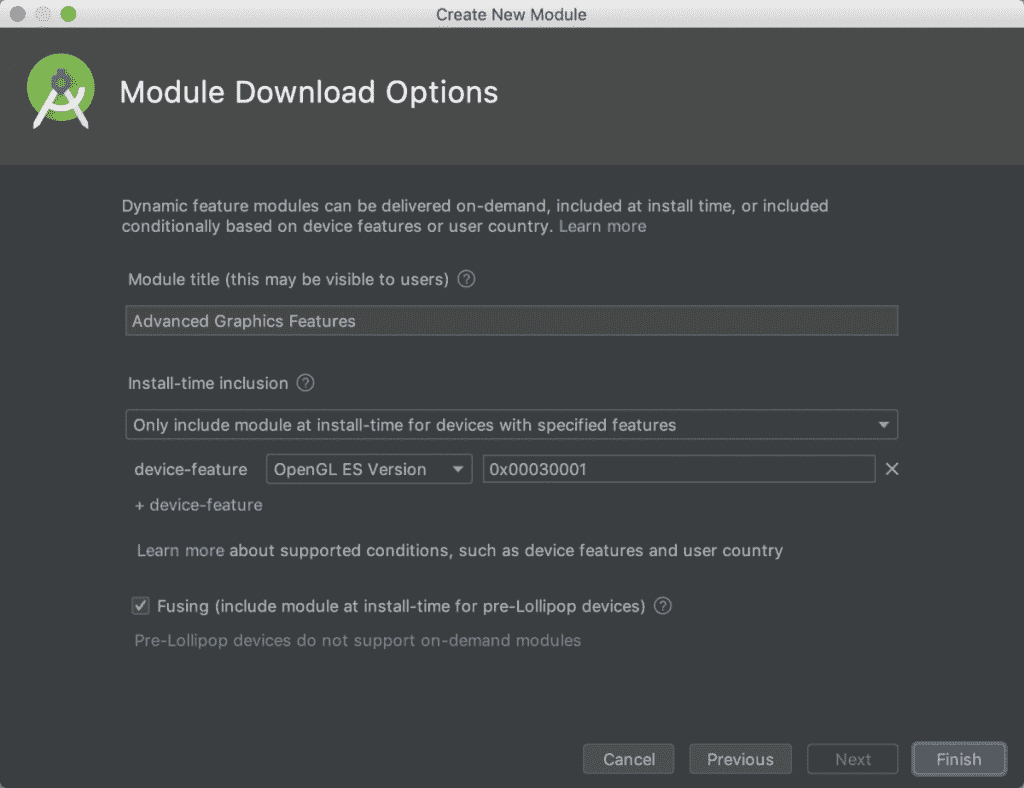 Create New Module
Module Download Options
Dynamic feature modules can be delivered on-demand, included at install time, or included
conditionally based on device features or user country. Learn more
Module title (this may be visible to users) ?
Advanced Graphics Features
Install-time inclusion ?
Only include module at install-time for devices with specified features
device-feature OpenGL ES Version 0x00030001
+ device-feature
Learn more about supported conditions, such as device features and user country
Fusing (include module at install-time for pre-Lollipop devices) ?
Pre-Lollipop devices do not support on-demand modules
Cancel Previous Next Finish